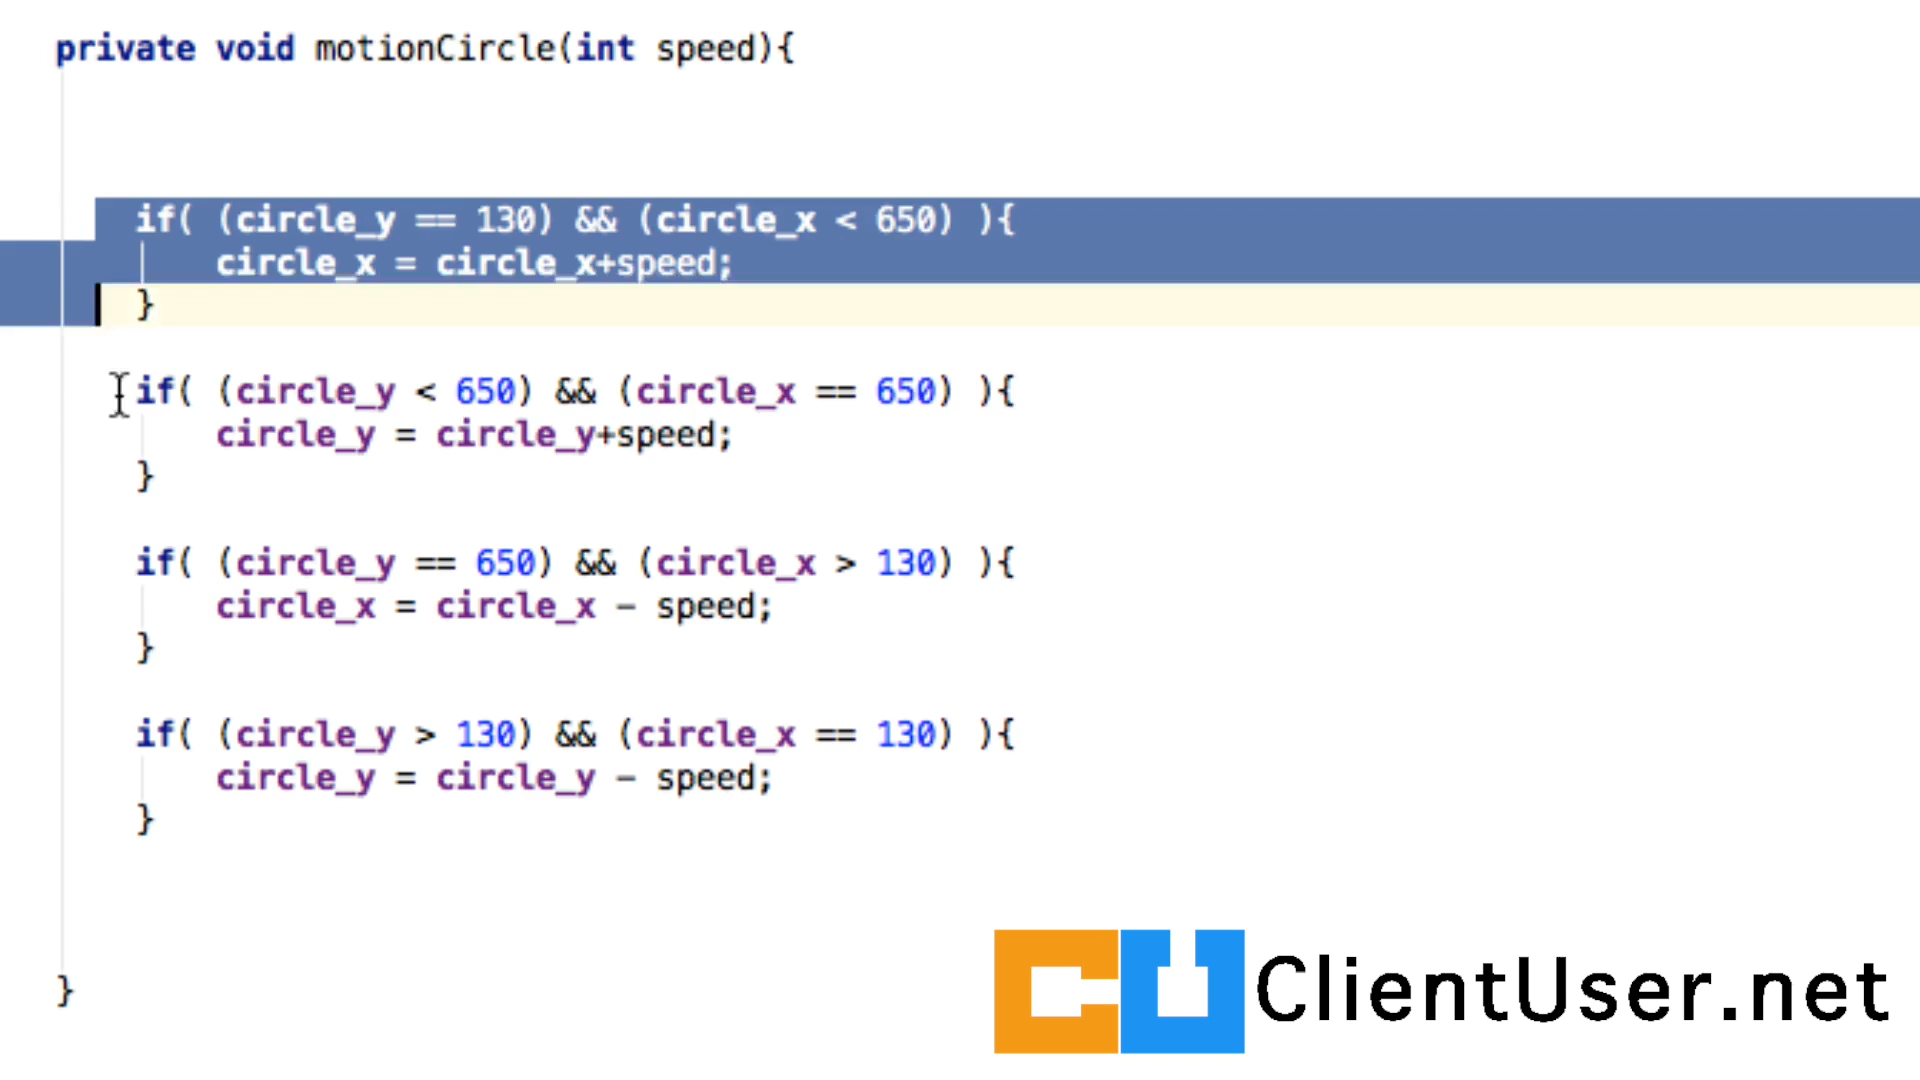 private void motionCircle(int speed){
if( (circle_y == 130) && (circle_x < 650) ){
circle_x = circle_x+speed;
}
if( (circle_y < 650) && (circle_x == 650) ){
circle_y = circle_y+speed;
}
if( (circle_y == 650) && (circle_x > 130) ){
circle_x = circle_x - speed;
}
if( (circle_y > 130) && (circle_x == 130) ){
circle_y = circle_y - speed;
}
}
CU ClientUser.net